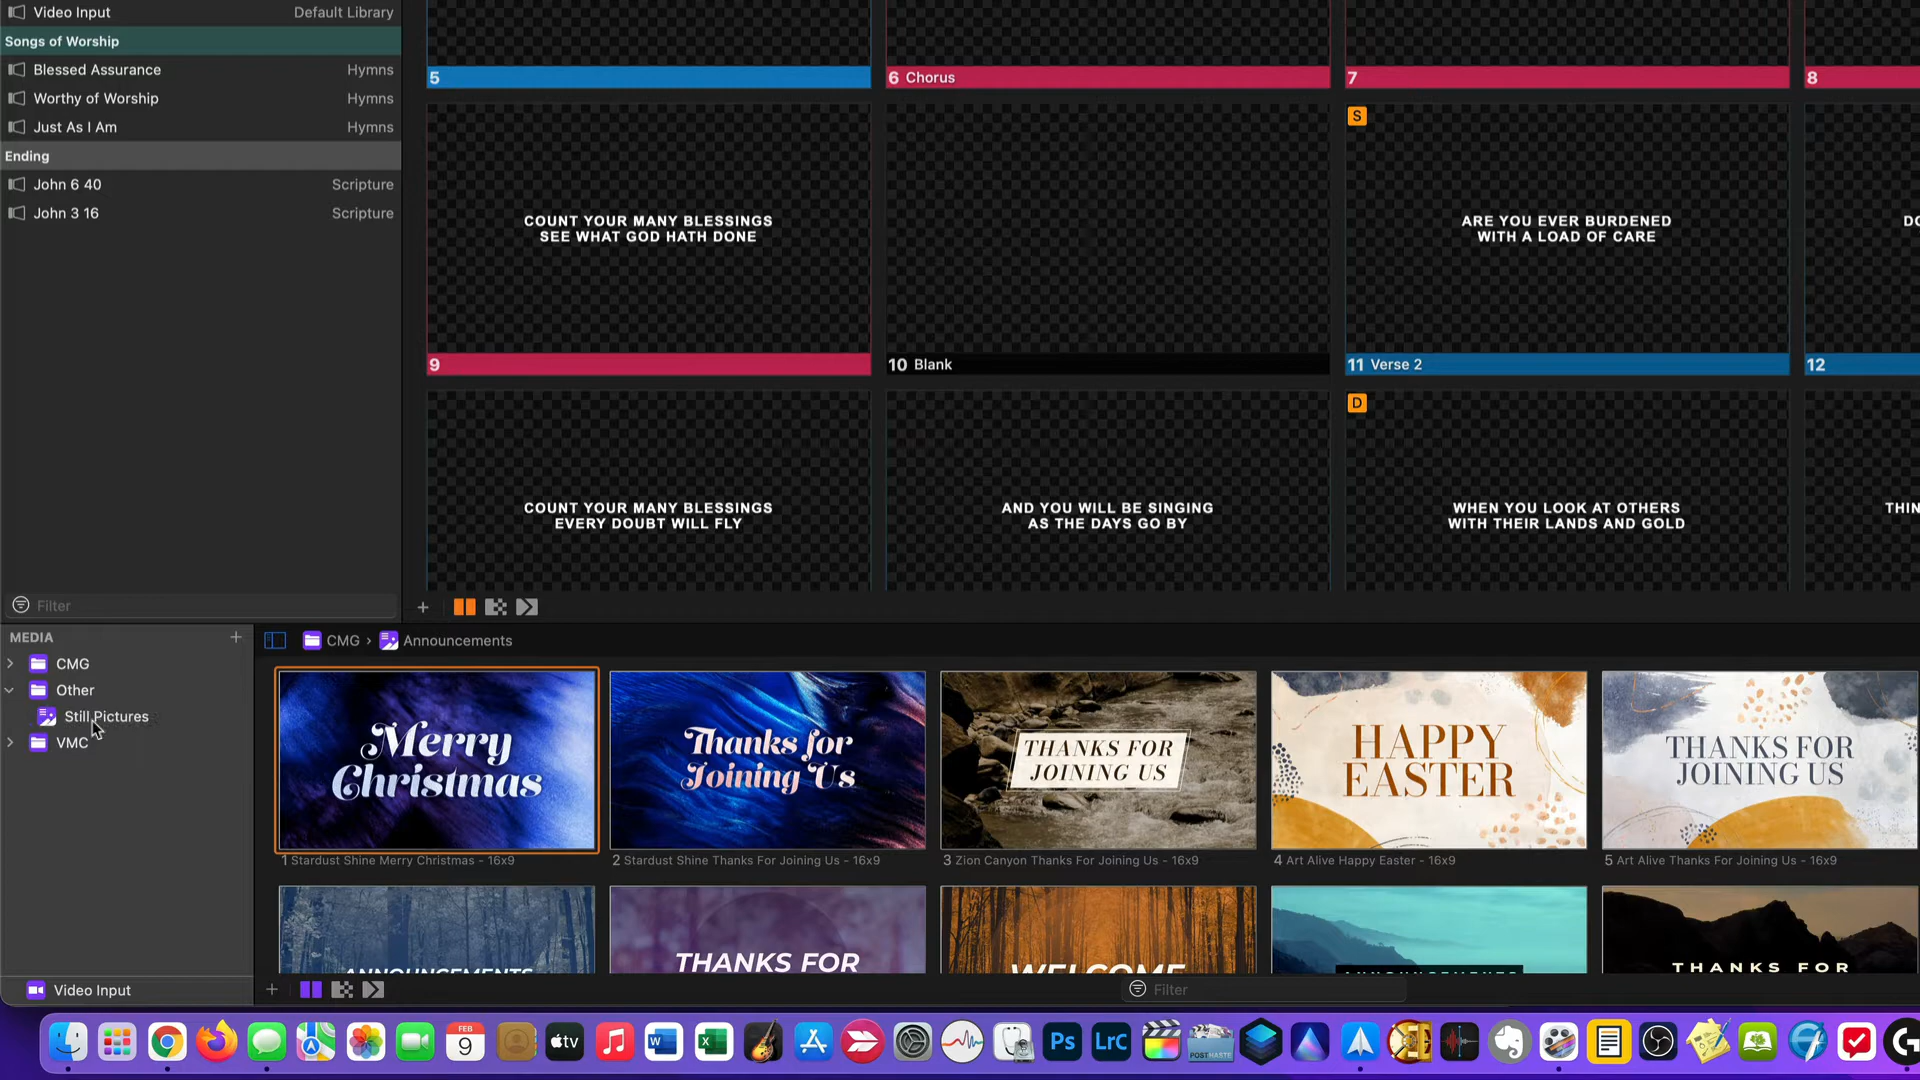 Video Input Default Library
Songs of Worship
Blessed Assurance Hymns
Worthy of Worship Hymns
Just As I Am Hymns
Ending
John 6 40 Scripture
John 3 16 Scripture
Filter
5
6 Chorus
7
8
COUNT YOUR MANY BLESSINGS
SEE WHAT GOD HATH DONE
9
10 Blank
S
ARE YOU EVER BURDENED
WITH A LOAD OF CARE
11 Verse 2
12
COUNT YOUR MANY BLESSINGS
EVERY DOUBT WILL FLY
AND YOU WILL BE SINGING
AS THE DAYS GO BY
D
WHEN YOU LOOK AT OTHERS
WITH THEIR LANDS AND GOLD
MEDIA
CMG
Other
Still Pictures
VMC
Video Input
CMG › Announcements
Merry
Christmas
1 Stardust Shine Merry Christmas - 16x9
Thanks for
Joining Us
2 Stardust Shine Thanks For Joining Us - 16x9
THANKS FOR
JOINING US
3 Zion Canyon Thanks For Joining Us - 16x9
HAPPY
EASTER
4 Art Alive Happy Easter - 16x9
THANKS FOR
JOINING US
5 Art Alive Thanks For Joining Us - 16x9
ANNOUNCEMENTS
THANKS FOR
WELCOME
ANNOUNCEMENTS
THANKS FOR
Filter
FEB
9
tv
W
X
Ps
LrC
POSTHASTE